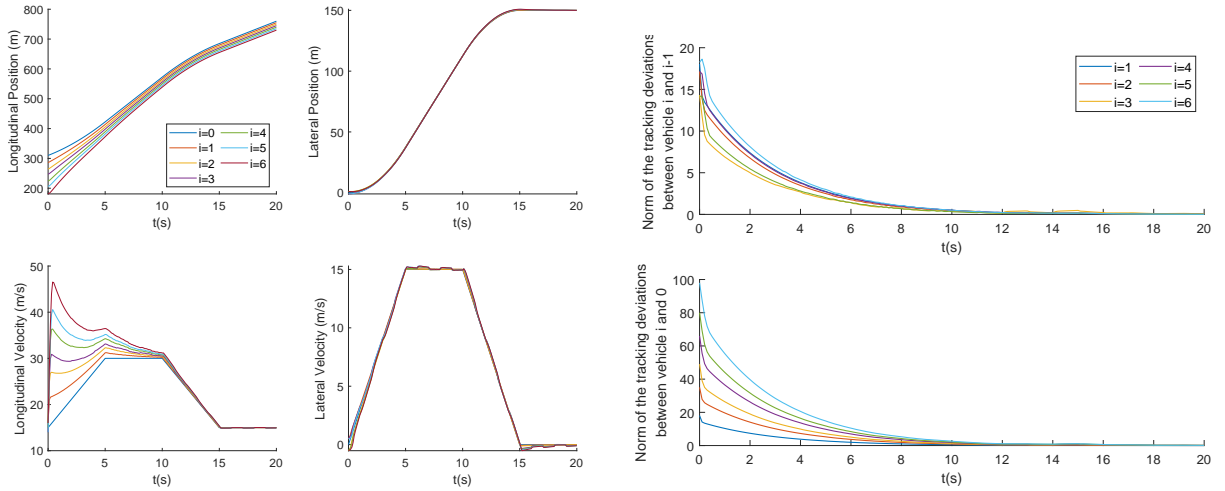 800
700
600
500
400
300
200
Longitudinal Position (m)
i=0
i=1
i=2
i=3
i=4
i=5
i=6
0
5
10
15
20
t(s)
150
100
50
0
Lateral Position (m)
0
5
10
15
20
t(s)
20
15
10
5
0
Norm of the tracking deviations
between vehicle i and i-1
i=1
i=2
i=3
i=4
i=5
i=6
0
2
4
6
8
10
12
14
16
18
20
t(s)
50
40
30
20
10
Longitudinal Velocity (m/s)
0
5
10
15
20
t(s)
15
10
5
0
Lateral Velocity (m/s)
0
5
10
15
20
t(s)
100
80
60
40
20
0
Norm of the tracking deviations
between vehicle i and 0
0
2
4
6
8
10
12
14
16
18
20
t(s)